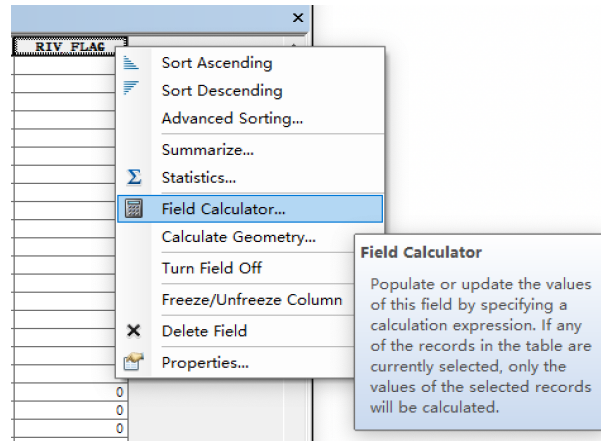 RIV_FLAG
Sort Ascending
Sort Descending
Advanced Sorting...
Summarize...
Σ Statistics...
Field Calculator...
Calculate Geometry...
Turn Field Off
Freeze/Unfreeze Column
Delete Field
Properties...
0
0
0
Field Calculator
Populate or update the values
of this field by specifying a
calculation expression. If any
of the records in the table are
currently selected, only the
values of the selected records
will be calculated.